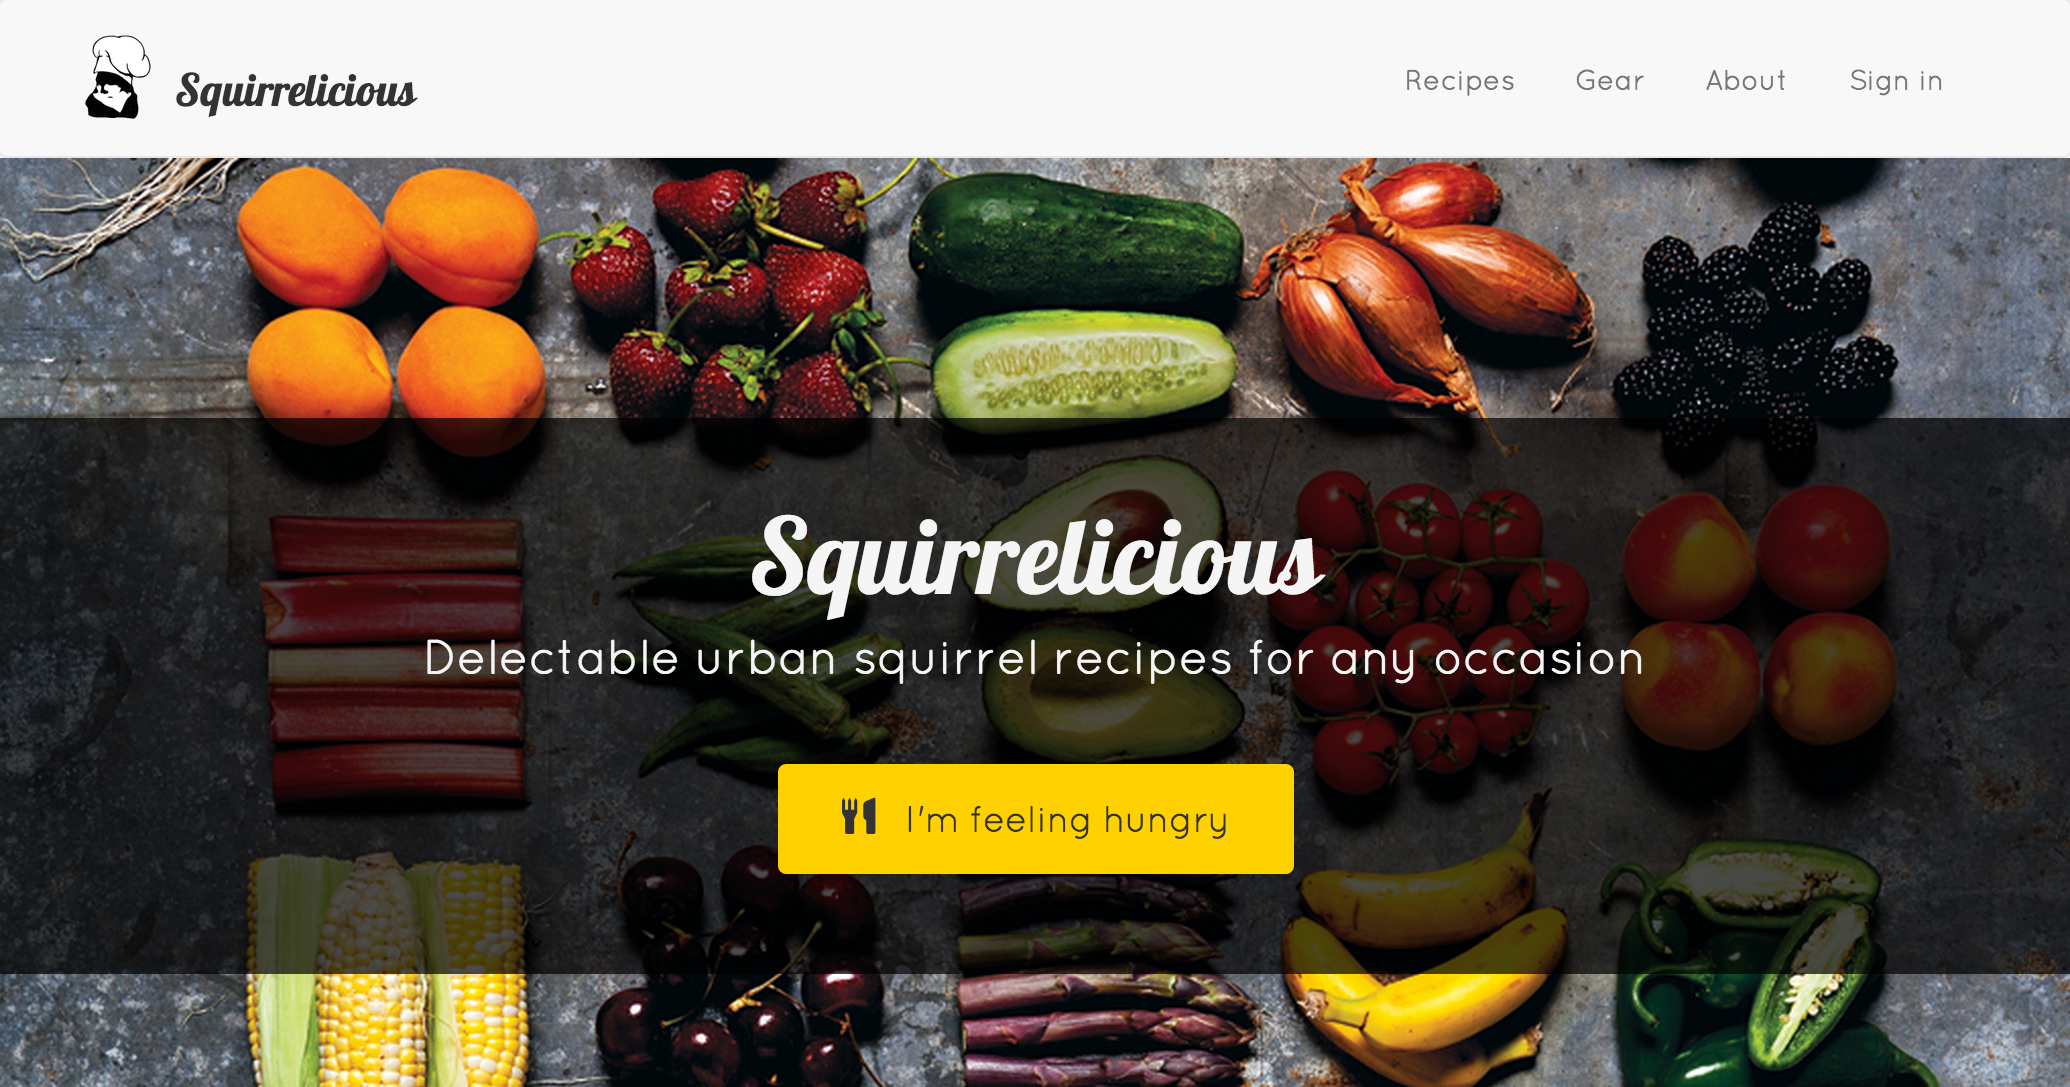 Squirrelicious
Recipes Gear About Sign in
Squirrelicious
Delectable urban squirrel recipes for any occasion
I'm feeling hungry